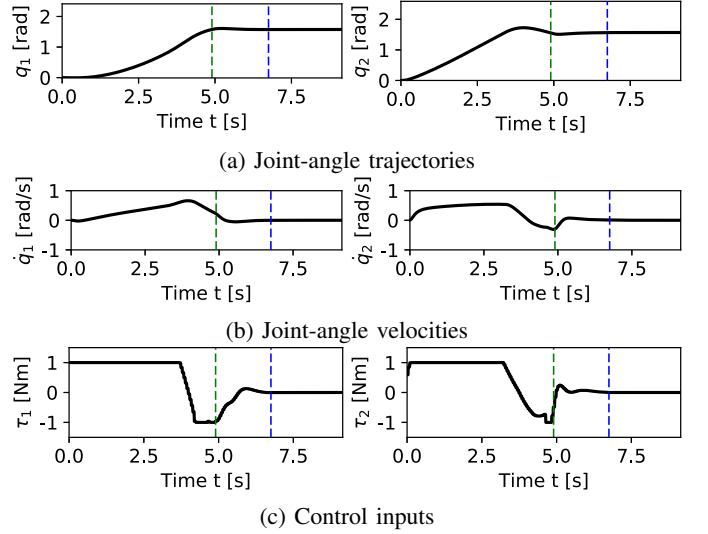 2
1
0
q₁ [rad]
0.0 2.5 5.0 7.5
Time t [s]
2
1
0
q₂ [rad]
0.0 2.5 5.0 7.5
Time t [s]
(a) Joint-angle trajectories
1
0
-1
q̇₁ [rad/s]
0.0 2.5 5.0 7.5
Time t [s]
1
0
-1
q̇₂ [rad/s]
0.0 2.5 5.0 7.5
Time t [s]
(b) Joint-angle velocities
1
0
-1
τ₁ [Nm]
0.0 2.5 5.0 7.5
Time t [s]
1
0
-1
τ₂ [Nm]
0.0 2.5 5.0 7.5
Time t [s]
(c) Control inputs